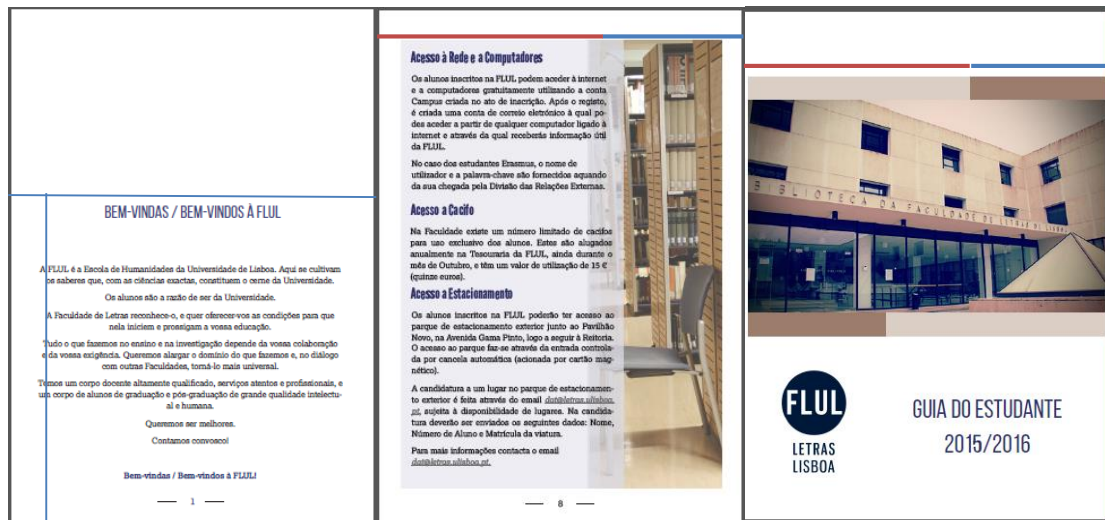 BEM-VINDAS / BEM-VINDOS À FLUL
A FLUL é a Escola de Humanidades da Universidade de Lisboa. Aqui se cultivam
os saberes que, com as ciências exactas, constituem o cerne da Universidade.
Os alunos são a razão de ser da Universidade.
A Faculdade de Letras reconhece-o, e quer oferecer-vos as condições para que
nela iniciem e prossigam a vossa educação.
Tudo o que fazemos no ensino e na investigação depende da vossa colaboração
e da vossa exigência. Queremos alargar o domínio do que fazemos e, no diálogo
com outras Faculdades, torná-lo mais universal.
Temos um corpo docente altamente qualificado, serviços atentos e profissionais, e
um corpo de alunos de graduação e pós-graduação de grande qualidade intelectu-
al e humana.
Queremos ser melhores.
Contamos convosco!
Bem-vindas / Bem-vindos à FLUL!
1
Acesso à Rede e a Computadores
Os alunos inscritos na FLUL podem aceder à internet
e a computadores gratuitamente utilizando a conta
Campus criada no ato de inscrição. Após o registo,
é criada uma conta de correio eletrónico à qual po-
des aceder a partir de qualquer computador ligado à
internet e através da qual receberás informação útil
da FLUL.
No caso dos estudantes Erasmus, o nome de
utilizador e a palavra-chave são fornecidos aquando
da sua chegada pela Divisão das Relações Externas.
Acesso a Cacifo
Na Faculdade existe um número limitado de cacifos
para uso exclusivo dos alunos. Estes são alugados
anualmente na Tesouraria da FLUL, ainda durante o
mês de Outubro, e têm um valor de utilização de 15 €
(quinze euros).
Acesso a Estacionamento
Os alunos inscritos na FLUL poderão ter acesso ao
parque de estacionamento exterior junto ao Pavilhão
Novo, na Avenida Gama Pinto, logo a seguir à Reitoria.
O acesso ao parque faz-se através da entrada controla-
da por cancela automática (acionada por cartão mag-
nético).
A candidatura a um lugar no parque de estacionamen-
to exterior é feita através do email dat@letras.ulisboa.
pt, sujeita à disponibilidade de lugares. Na candida-
tura deverão ser enviados os seguintes dados: Nome,
Número de Aluno e Matrícula da viatura.
Para mais informações contacta o email
dat@letras.ulisboa.pt.
8
BIBLIOTECA DA FACULDADE DE LETRAS DE LISBOA
FLUL
LETRAS
LISBOA
GUIA DO ESTUDANTE
2015/2016